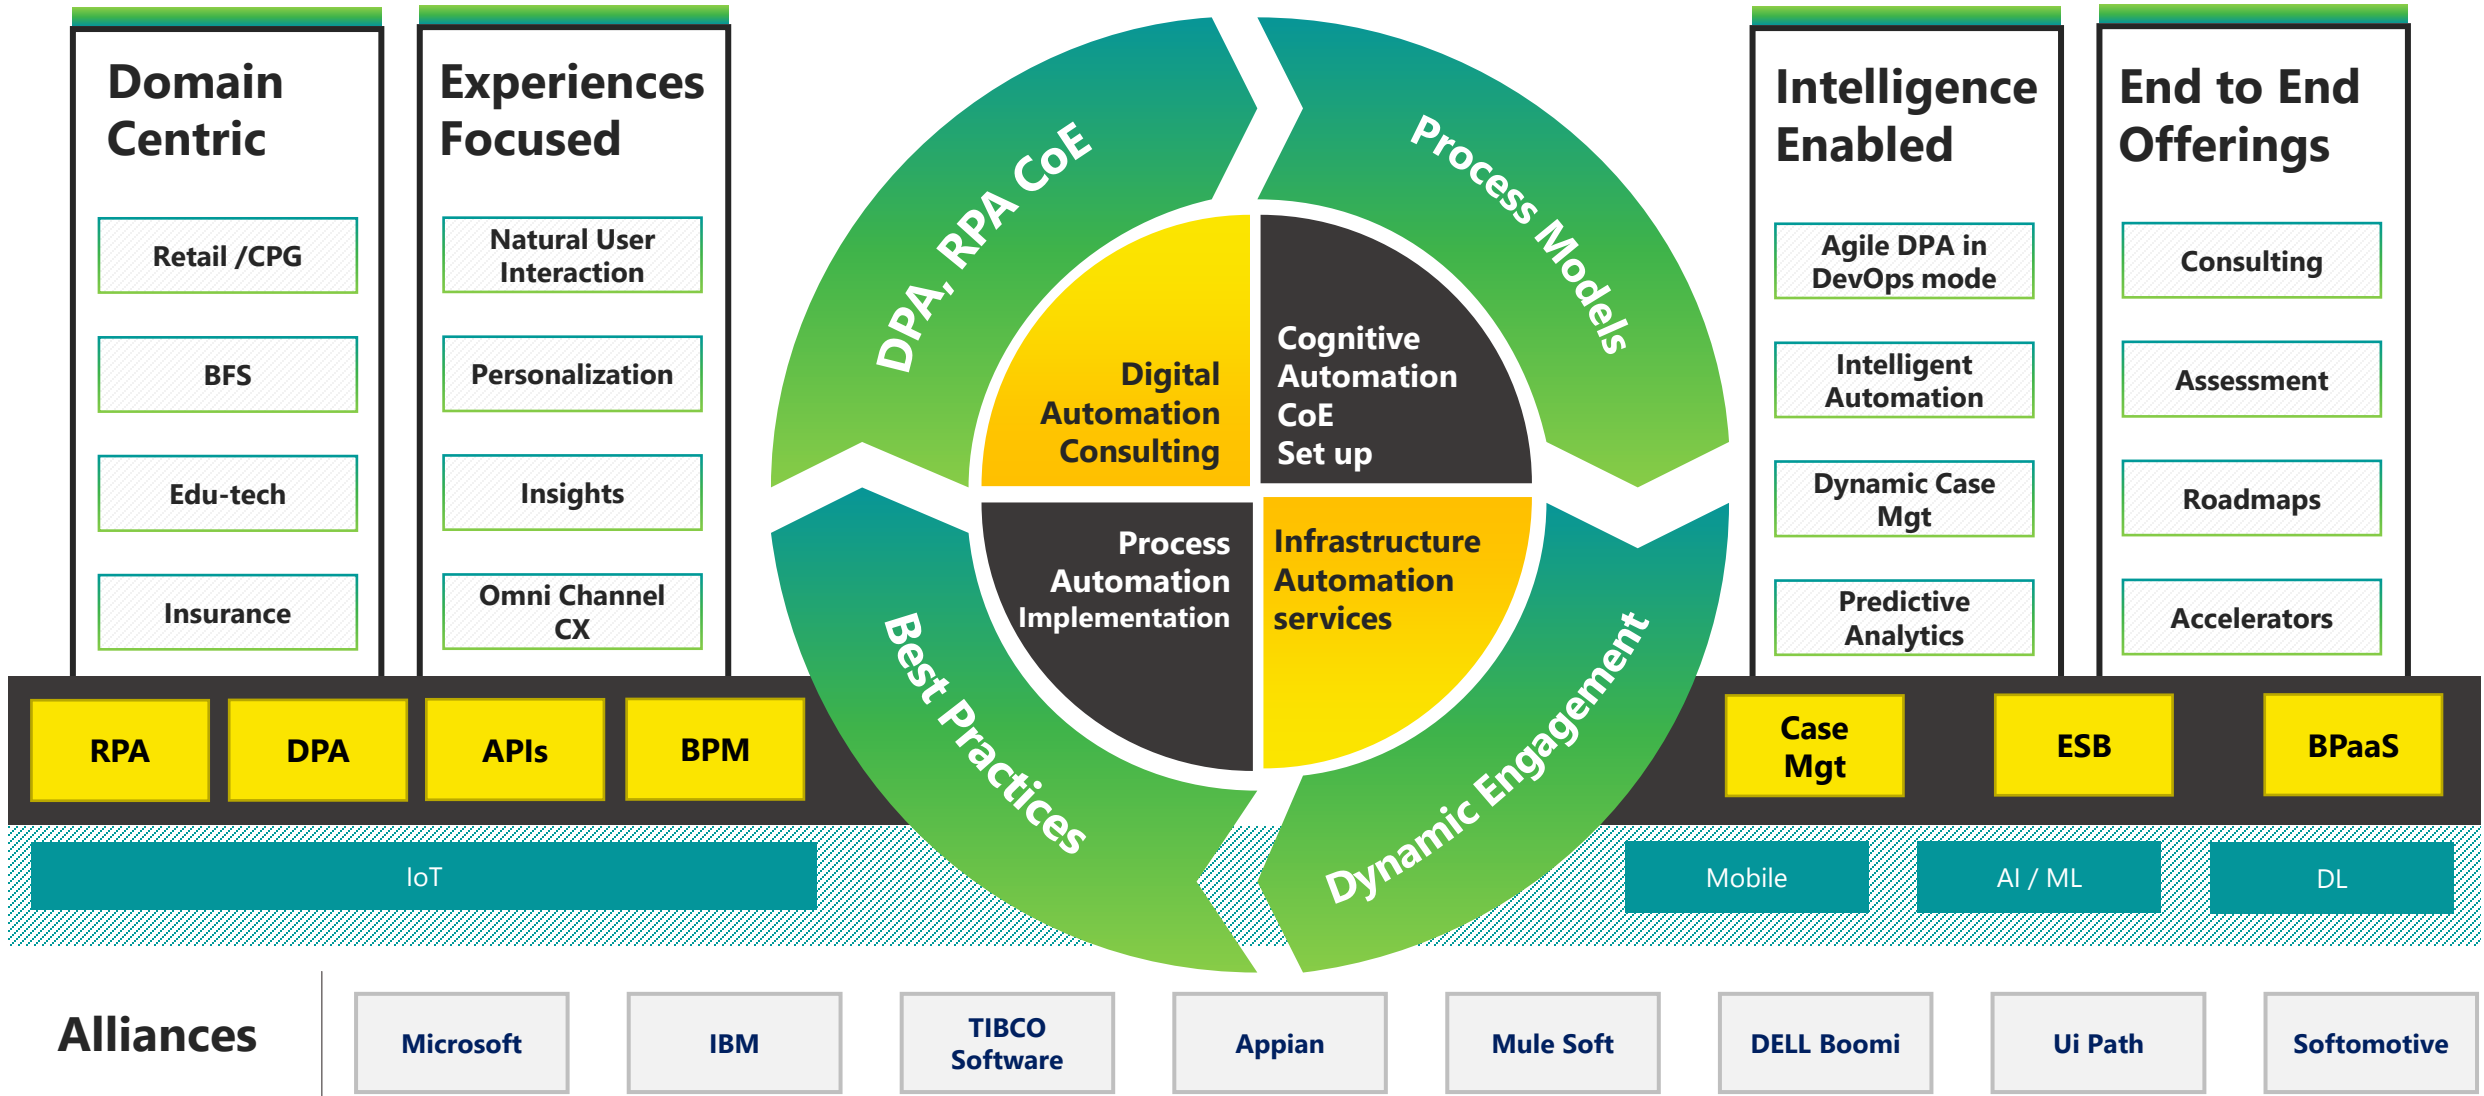 Domain
Centric
Retail /CPG
BFS
Edu-tech
Insurance
Experiences
Focused
Natural User
Interaction
Personalization
Insights
Omni Channel
CX
DPA, RPA CoE
Process Models
Best Practices
Dynamic Engagement
Digital
Automation
Consulting
Cognitive
Automation
CoE
Set up
Process
Automation
Implementation
Infrastructure
Automation
services
Intelligence
Enabled
Agile DPA in
DevOps mode
Intelligent
Automation
Dynamic Case
Mgt
Predictive
Analytics
End to End
Offerings
Consulting
Assessment
Roadmaps
Accelerators
RPA
DPA
APIs
BPM
Case
Mgt
ESB
BPaaS
IoT
Mobile
AI / ML
DL
Alliances
Microsoft
IBM
TIBCO
Software
Appian
Mule Soft
DELL Boomi
Ui Path
Softomotive